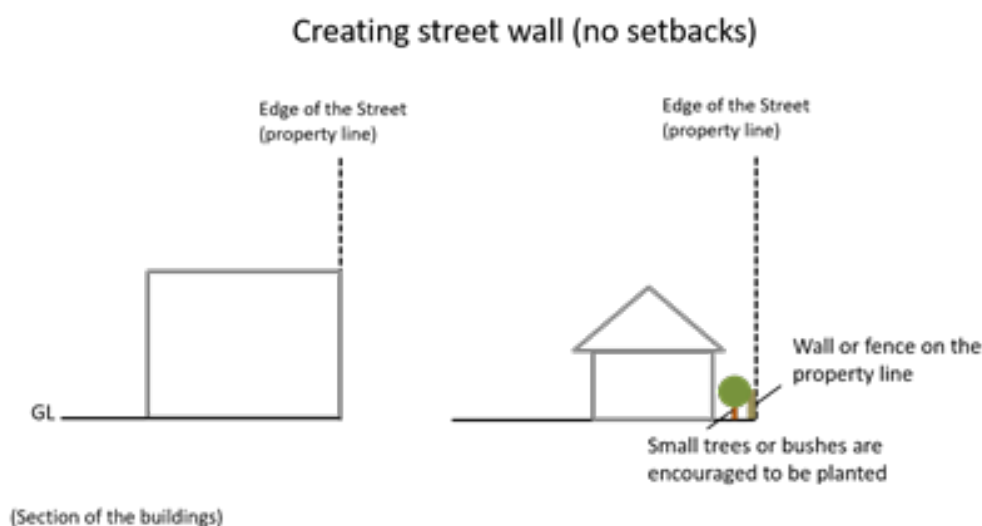 Creating street wall (no setbacks)
Edge of the Street
(property line)
Edge of the Street
(property line)
Wall or fence on the
property line
GL
Small trees or bushes are
encouraged to be planted
(Section of the buildings)